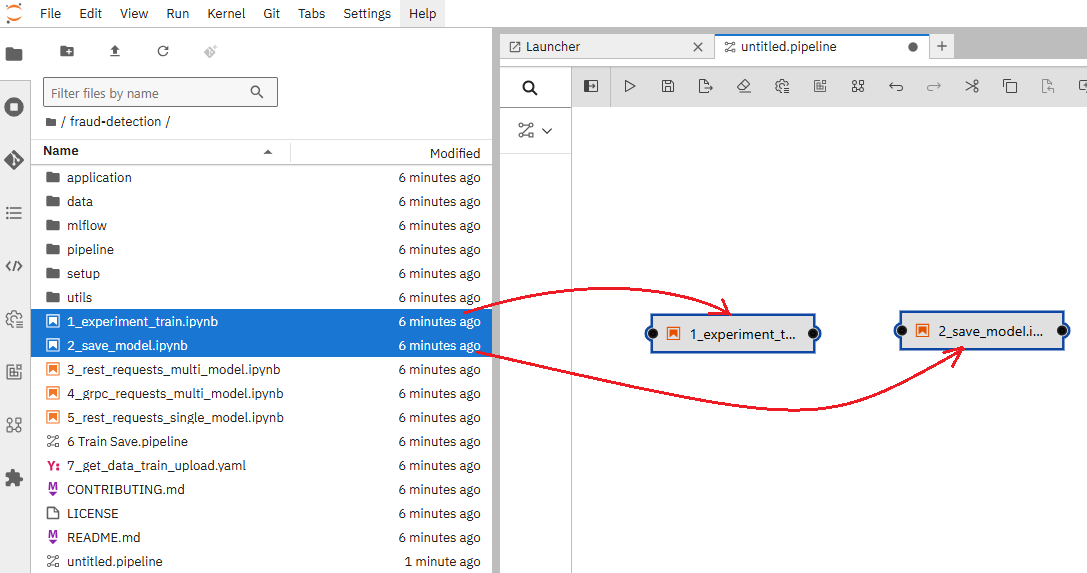 File Edit View Run Kernel Git Tabs Settings Help
Launcher
untitled.pipeline
Filter files by name
/ fraud-detection /
Name Modified
application 6 minutes ago
data 6 minutes ago
mlflow 6 minutes ago
pipeline 6 minutes ago
setup 6 minutes ago
utils 6 minutes ago
1_experiment_train.ipynb 6 minutes ago
2_save_model.ipynb 6 minutes ago
3_rest_requests_multi_model.ipynb 6 minutes ago
4_grpc_requests_multi_model.ipynb 6 minutes ago
5_rest_requests_single_model.ipynb 6 minutes ago
6 Train Save.pipeline 6 minutes ago
Y: 7_get_data_train_upload.yaml 6 minutes ago
M CONTRIBUTING.md 6 minutes ago
LICENSE 6 minutes ago
M README.md 6 minutes ago
untitled.pipeline 1 minute ago
1_experiment_t...
2_save_model.i...